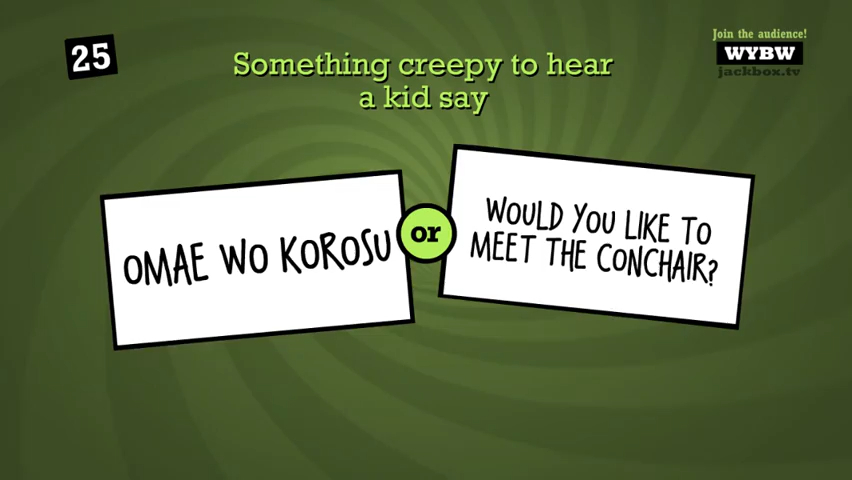 25
Something creepy to hear
a kid say
Join the audience!
WYBW
jackbox.tv
OMAE WO KOROSU
or
WOULD YOU LIKE TO
MEET THE CONCHAIR?